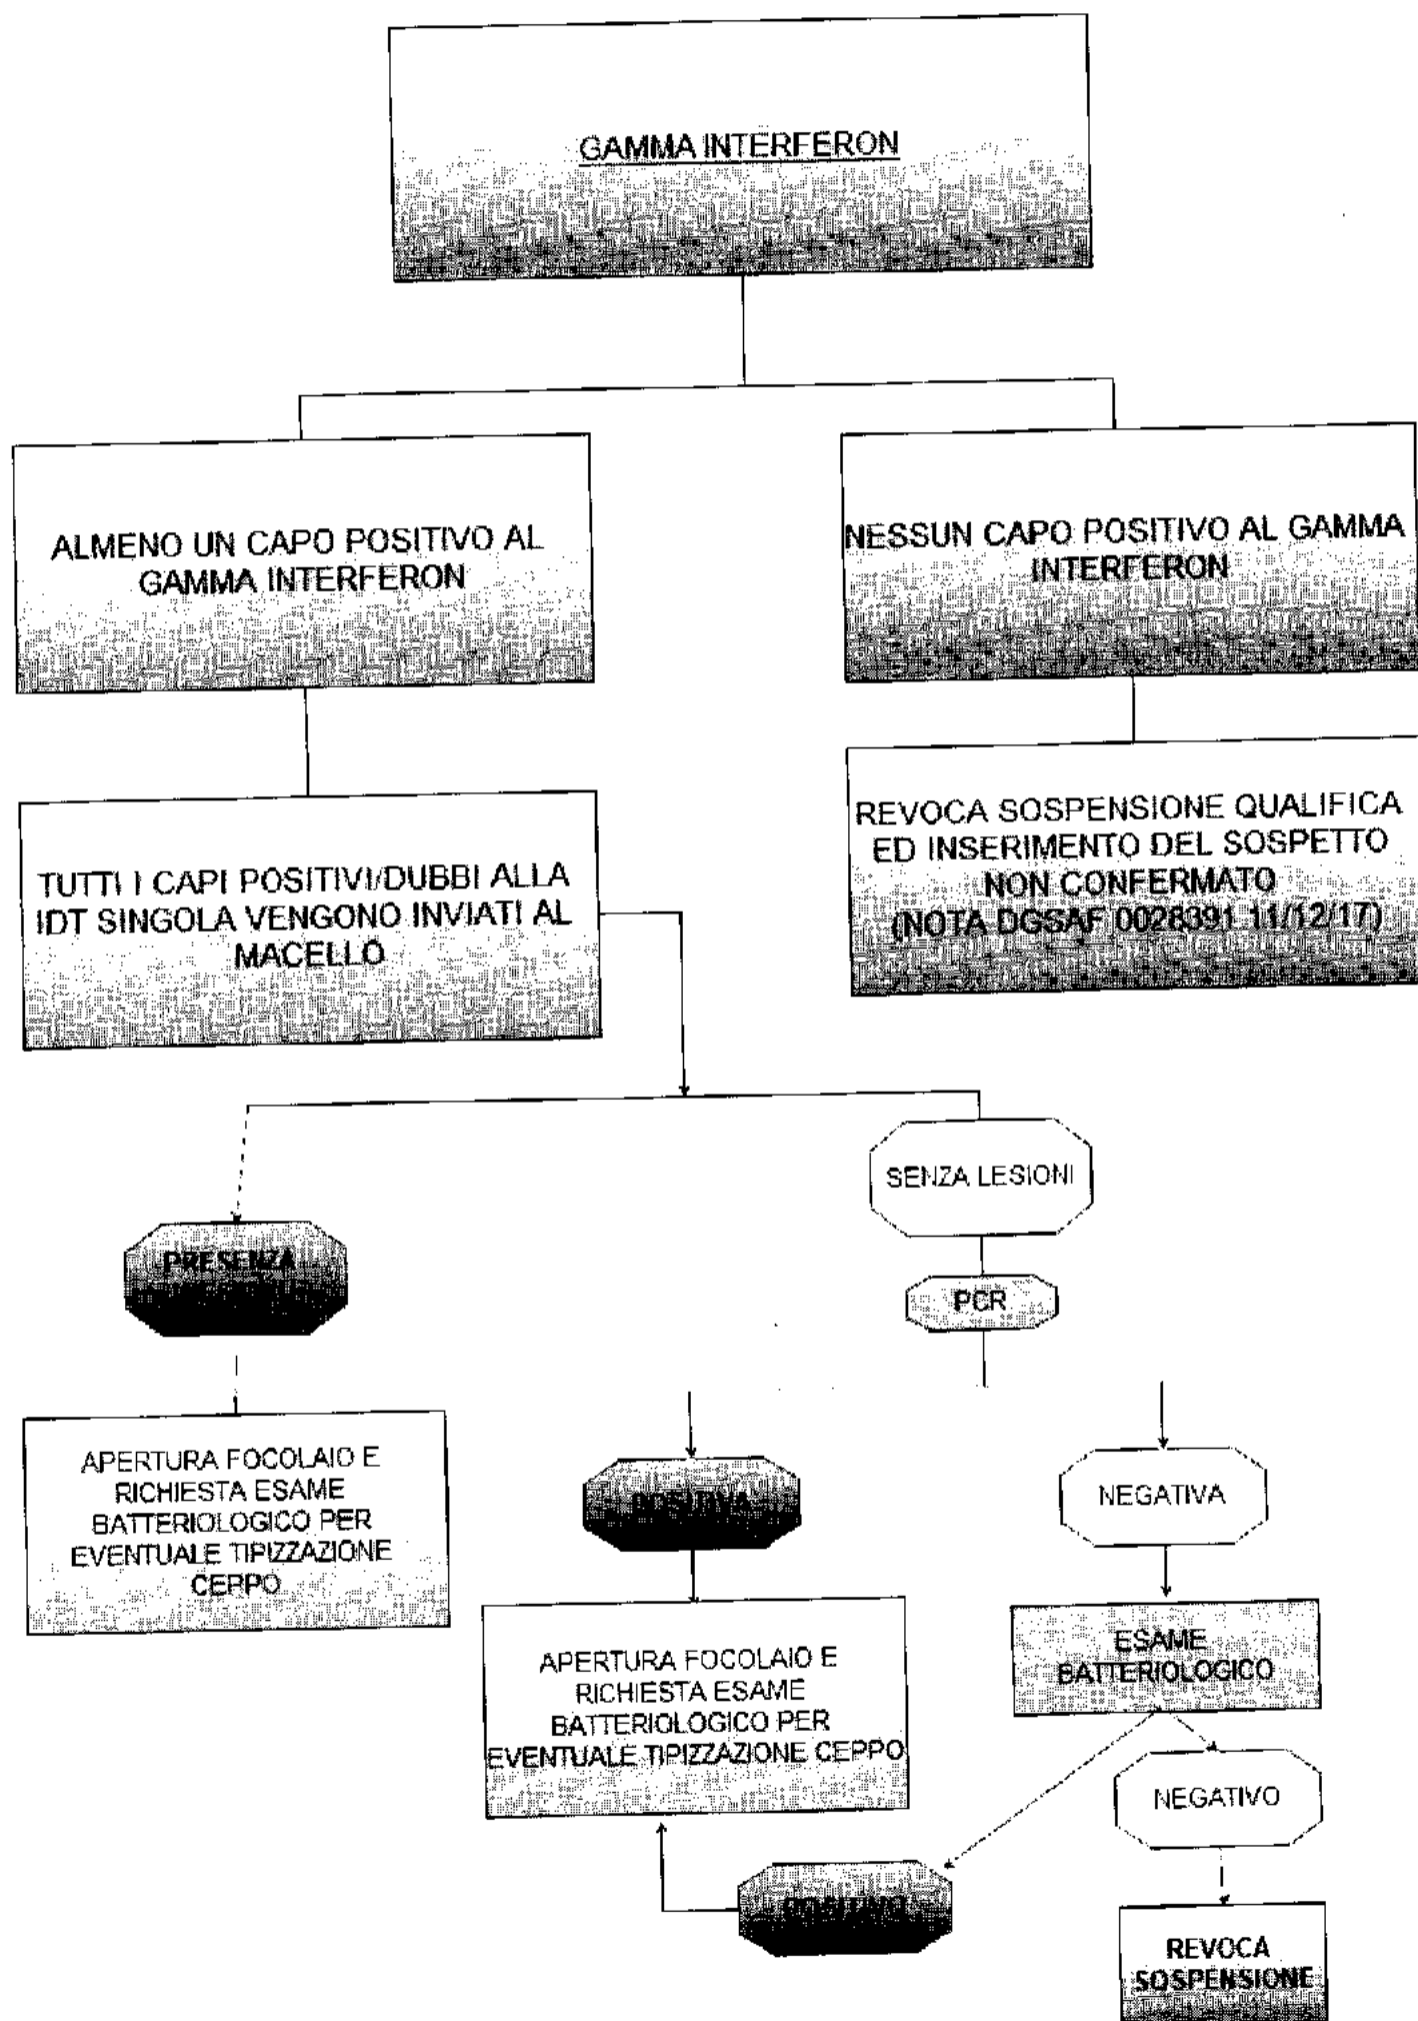 GAMMA INTERFERON
ALMENO UN CAPO POSITIVO AL
GAMMA INTERFERON
NESSUN CAPO POSITIVO AL GAMMA
INTERFERON
TUTTI I CAPI POSITIVI/DUBBI ALLA
IDT SINGOLA VENGONO INVIATI AL
MACELLO
REVOCA SOSPENSIONE QUALIFICA
ED INSERIMENTO DEL SOSPETTO
NON CONFERMATO
(NOTA DGSAF 0028391 11/12/17)
SENZA LESIONI
PRESENZA
PCR
APERTURA FOCOLAIO E
RICHIESTA ESAME
BATTERIOLOGICO PER
EVENTUALE TIPIZZAZIONE
CEPPO
POSITIVA
NEGATIVA
APERTURA FOCOLAIO E
RICHIESTA ESAME
BATTERIOLOGICO PER
EVENTUALE TIPIZZAZIONE CEPPO
ESAME
BATTERIOLOGICO
NEGATIVO
POSITIVO
REVOCA
SOSPENSIONE